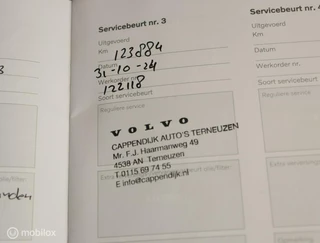 Servicebeurt nr. 3
Uitgevoerd
Km 123884
Datum
31-10-24
Werkorder nr.
122118
Soort servicebeurt
Reguliere service
VOLVO
CAPPENDIJK AUTO'S TERNEUZEN
Mr. F.J. Haarmanweg 49
4538 AN Terneuzen
T.0115 69 74 55
E info@cappendijk.nl
Servicebeurt nr. 4
Uitgevoerd
Km
Datum
Werkorder nr.
Soort servicebeurt
Reguliere service
mobilox